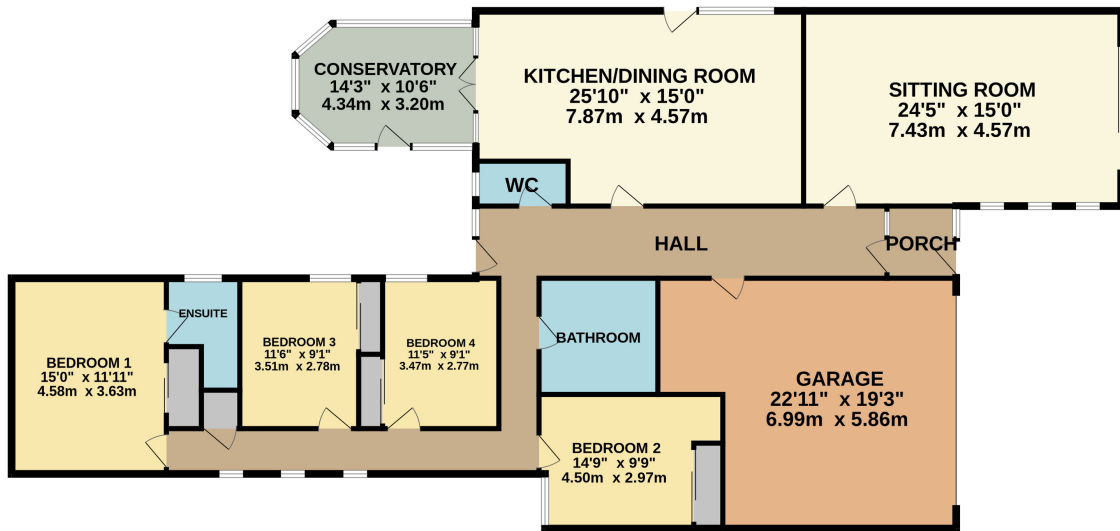 CONSERVATORY
14'3" x 10'6"
4.34m x 3.20m
KITCHEN/DINING ROOM
25'10" x 15'0"
7.87m x 4.57m
SITTING ROOM
24'5" x 15'0"
7.43m x 4.57m
WC
HALL
PORCH
BEDROOM 1
15'0" x 11'11"
4.58m x 3.63m
ENSUITE
BEDROOM 3
11'6" x 9'1"
3.51m x 2.78m
BEDROOM 4
11'5" x 9'1"
3.47m x 2.77m
BATHROOM
GARAGE
22'11" x 19'3"
6.99m x 5.86m
BEDROOM 2
14'9" x 9'9"
4.50m x 2.97m